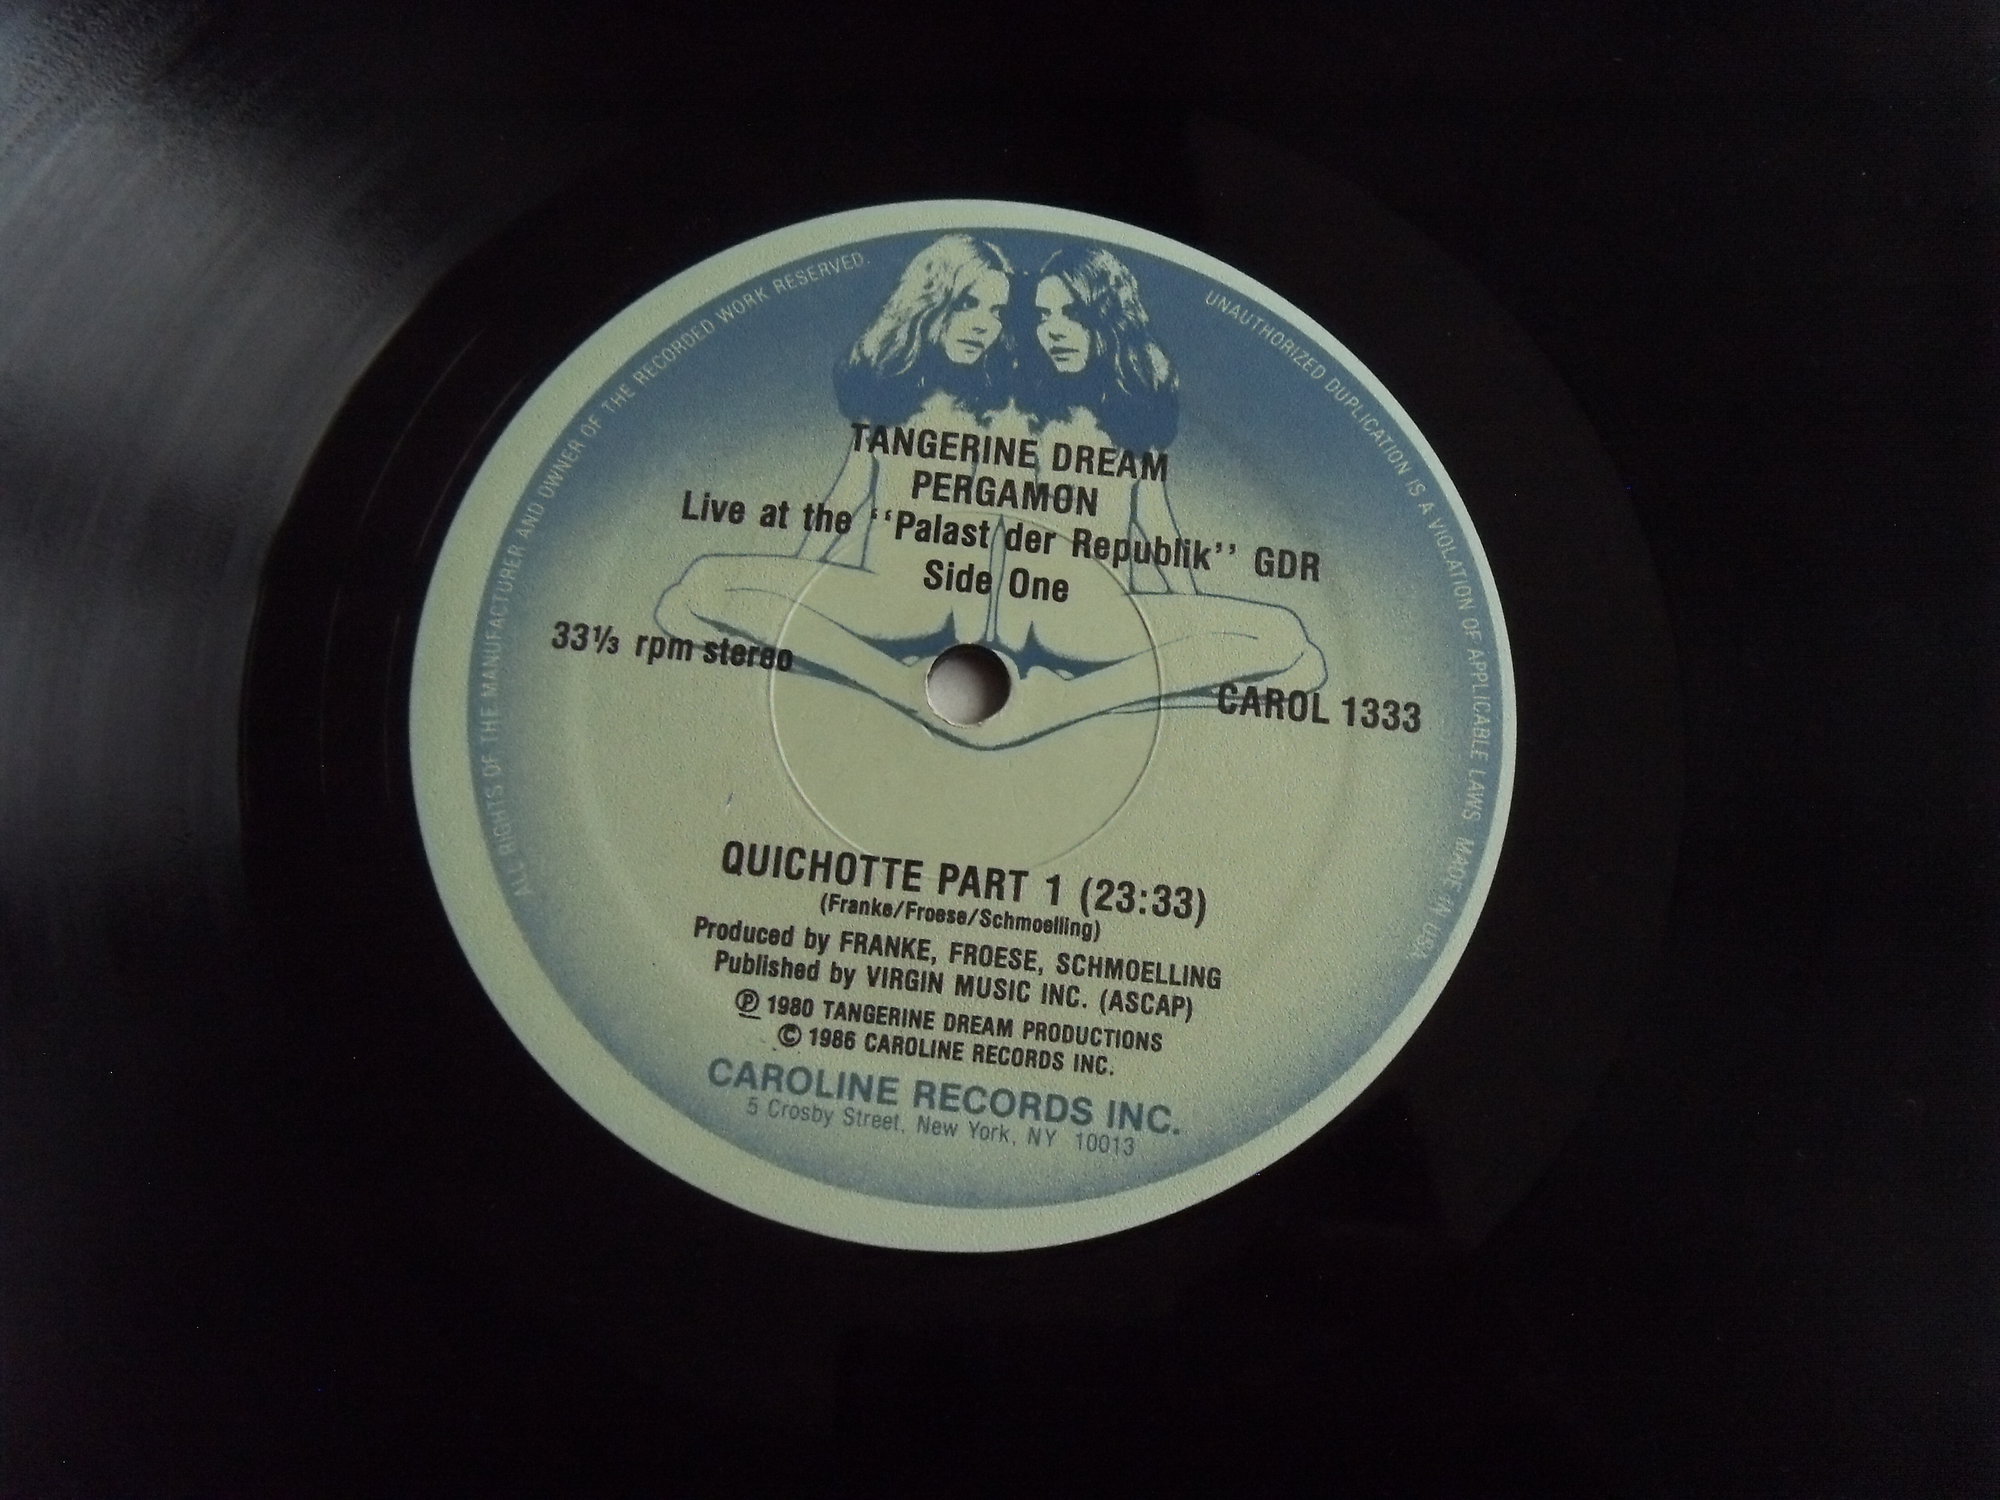 ALL RIGHTS OF THE MANUFACTURER AND OWNER OF THE RECORDED WORK RESERVED.
UNAUTHORIZED DUPLICATION IS A VIOLATION OF APPLICABLE LAWS. MADE IN USA
TANGERINE DREAM
PERGAMON
Live at the ‘‘Palast der Republik’’ GDR
Side One
33⅓ rpm stereo
CAROL 1333
QUICHOTTE PART 1 (23:33)
(Franke/Froese/Schmoelling)
Produced by FRANKE, FROESE, SCHMOELLING
Published by VIRGIN MUSIC INC. (ASCAP)
℗ 1980 TANGERINE DREAM PRODUCTIONS
© 1986 CAROLINE RECORDS INC.
CAROLINE RECORDS INC.
5 Crosby Street, New York, NY 10013